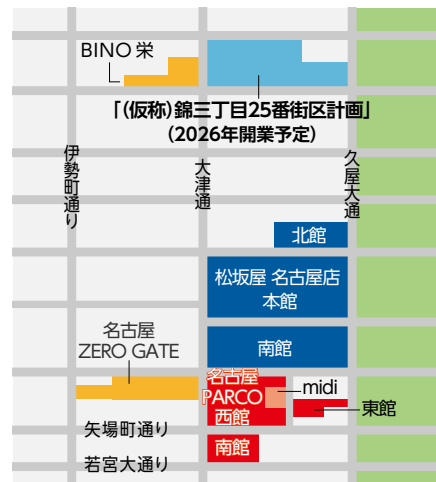 BINO 栄
「(仮称)錦三丁目25番街区計画」
(2026年開業予定)
伊勢町通り
大津通
久屋大通
北館
松坂屋 名古屋店
本館
南館
名古屋
ZERO GATE
名古屋
PARCO
西館
midi
東館
矢場町通り
南館
若宮大通り